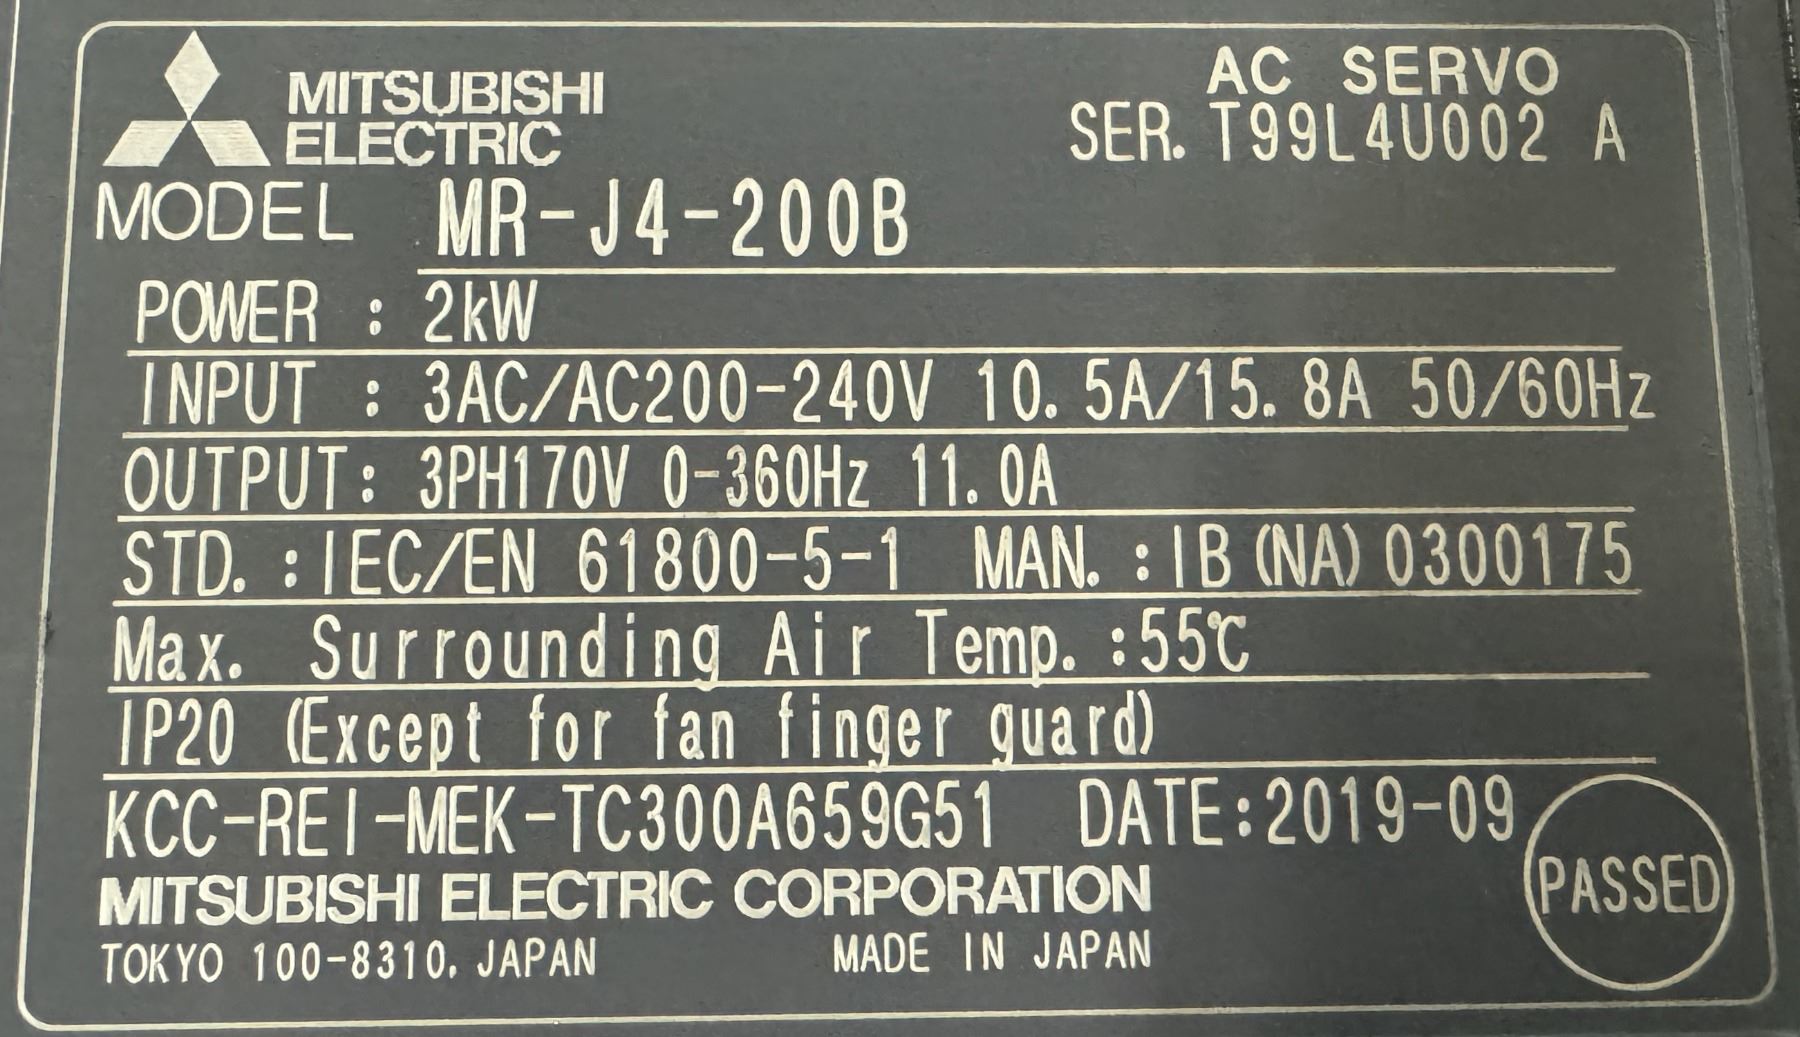 MITSUBISHI
ELECTRIC
AC SERVO
SER. T99L4U002 A
MODEL MR-J4-200B
POWER : 2kW
INPUT : 3AC/AC200-240V 10.5A/15.8A 50/60Hz
OUTPUT: 3PH170V 0-360Hz 11.0A
STD. :IEC/EN 61800-5-1 MAN. :IB(NA)0300175
Max. Surrounding Air Temp. :55℃
IP20 (Except for fan finger guard)
KCC-REI-MEK-TC300A659G51 DATE:2019-09
PASSED
MITSUBISHI ELECTRIC CORPORATION
TOKYO 100-8310, JAPAN MADE IN JAPAN